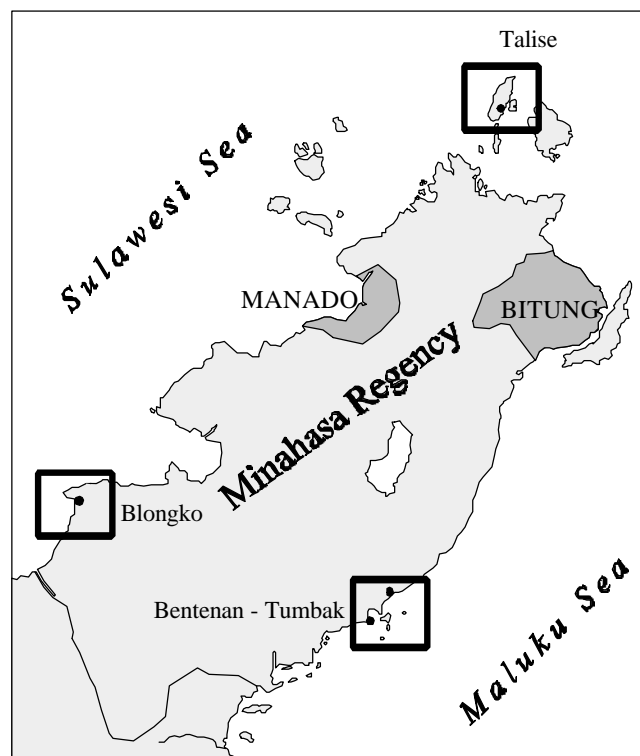 Talise
Sulawesi Sea
MANADO
BITUNG
Minahasa Regency
Blongko
Bentenan - Tumbak
Maluku Sea